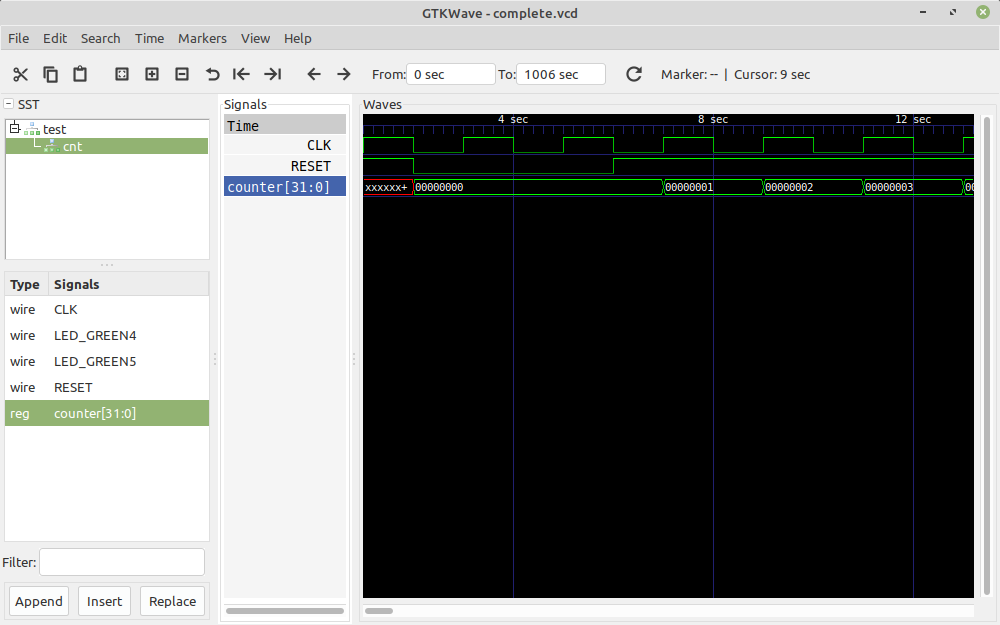 GTKWave - complete.vcd
File Edit Search Time Markers View Help
From: 0 sec To: 1006 sec Marker: -- | Cursor: 9 sec
SST
test
cnt
Type Signals
wire CLK
wire LED_GREEN4
wire LED_GREEN5
wire RESET
reg counter[31:0]
Filter:
Append Insert Replace
Signals
Time
CLK
RESET
counter[31:0]
Waves
4 sec 8 sec 12 sec
xxxxxx+ 00000000 00000001 00000002 00000003 00